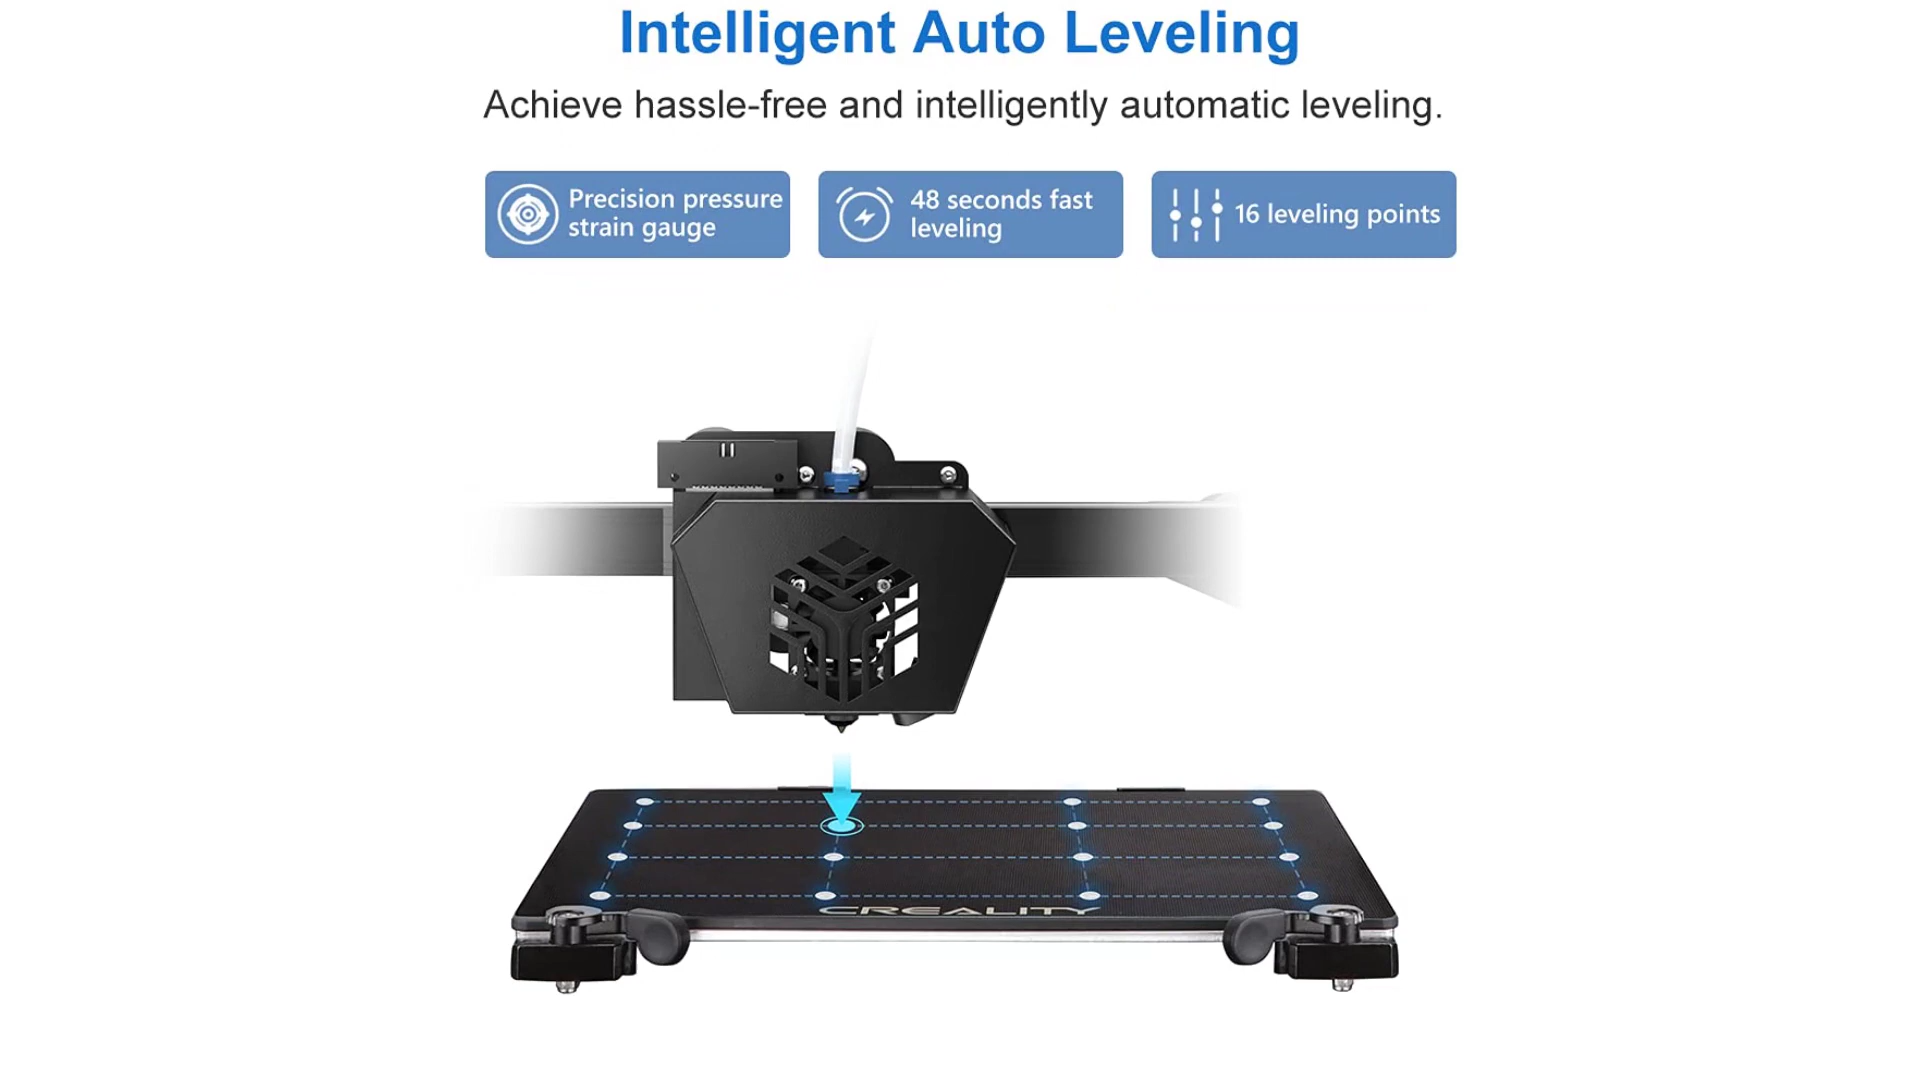 Intelligent Auto Leveling
Achieve hassle-free and intelligently automatic leveling.
Precision pressure
strain gauge
48 seconds fast
leveling
16 leveling points
CREALITY